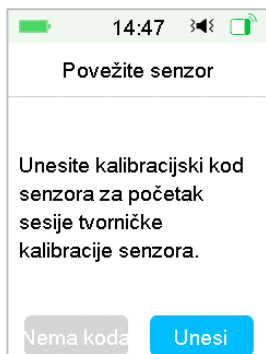 14:47
Povežite senzor
Unesite kalibracijski kod
senzora za početak
sesije tvorničke
kalibracije senzora.
Nema koda
Unesi